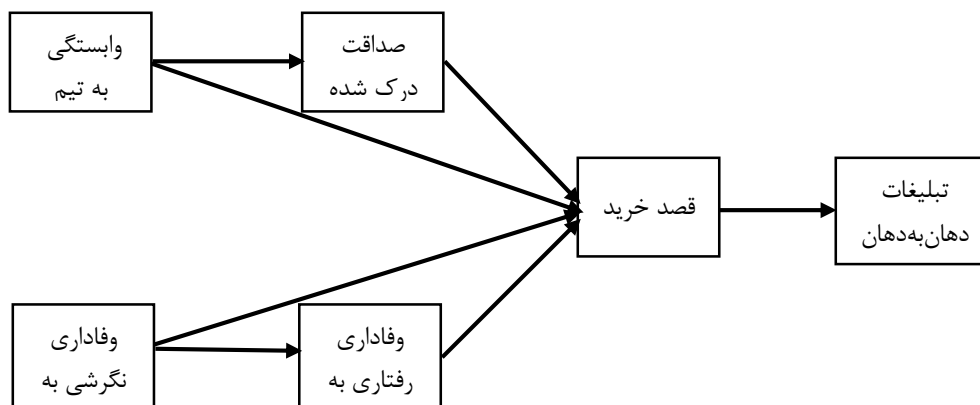 وابستگی
به تیم
صداقت
درک شده
قصد خرید
تبلیغات
دهان‌به‌دهان
وفاداری
نگرشی به
وفاداری
رفتاری به